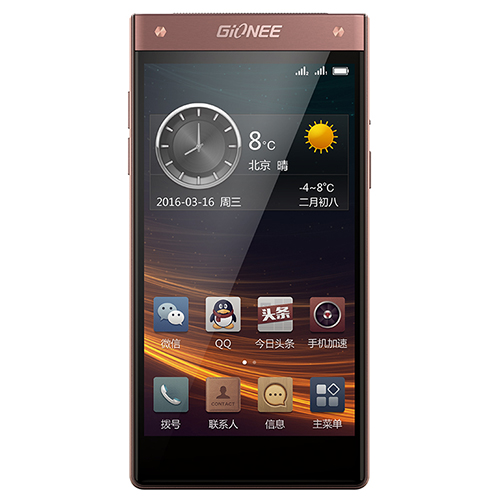 GiONEE
8°C
北京 晴
2016-03-16 周三
-4~8°C
二月初八
头条
微信
QQ
今日头条
手机加速
CONTACT
拨号
联系人
信息
主菜单